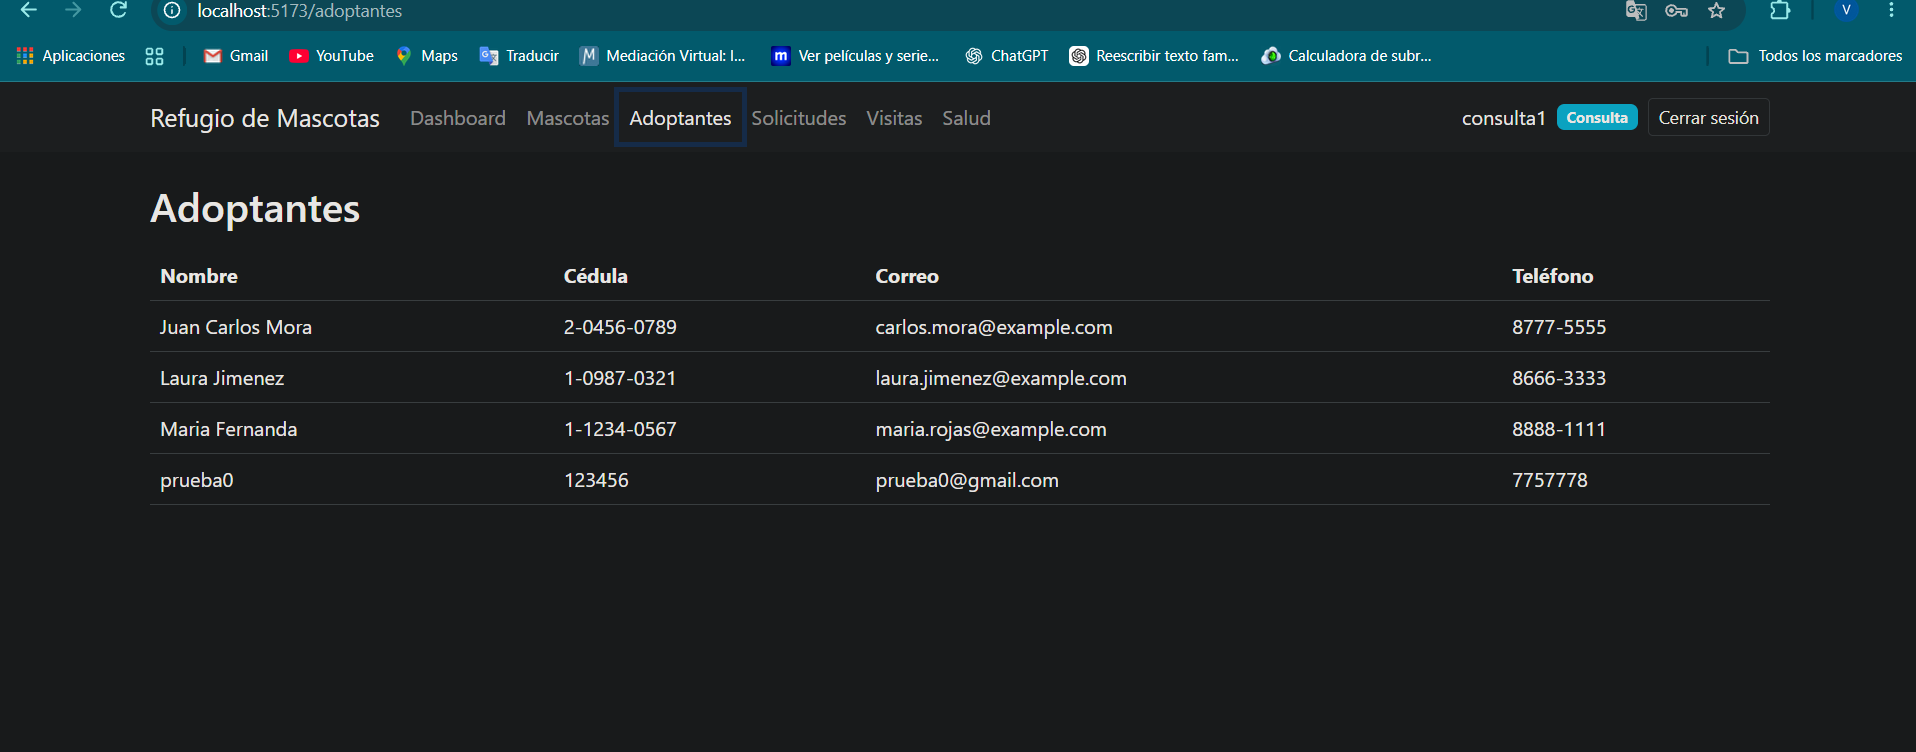 localhost:5173/adoptantes
V
Aplicaciones Gmail YouTube Maps Traducir Mediación Virtual: I... Ver películas y serie... ChatGPT Reescribir texto fam... Calculadora de subr... Todos los marcadores
Refugio de Mascotas Dashboard Mascotas Adoptantes Solicitudes Visitas Salud consulta1 Consulta Cerrar sesión
Adoptantes
Nombre Cédula Correo Teléfono
Juan Carlos Mora 2-0456-0789 carlos.mora@example.com 8777-5555
Laura Jimenez 1-0987-0321 laura.jimenez@example.com 8666-3333
Maria Fernanda 1-1234-0567 maria.rojas@example.com 8888-1111
prueba0 123456 prueba0@gmail.com 7757778